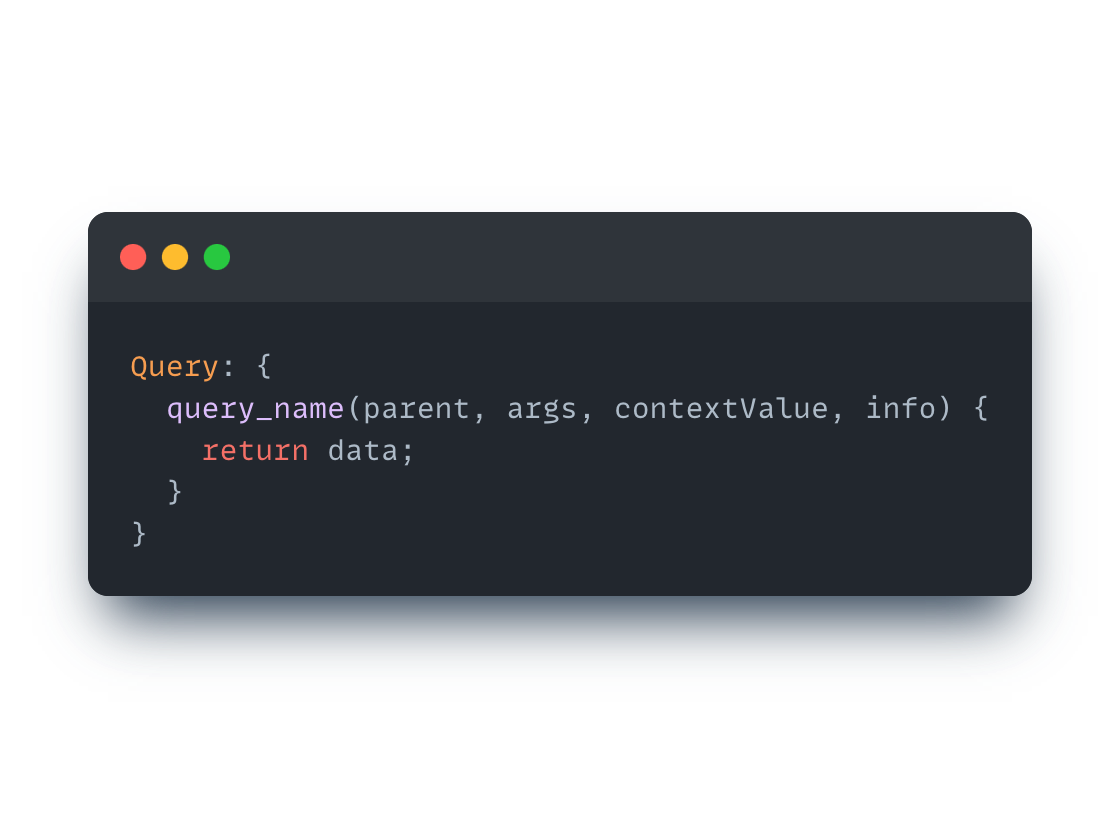 Query: {
  query_name(parent, args, contextValue, info) {
    return data;
  }
}